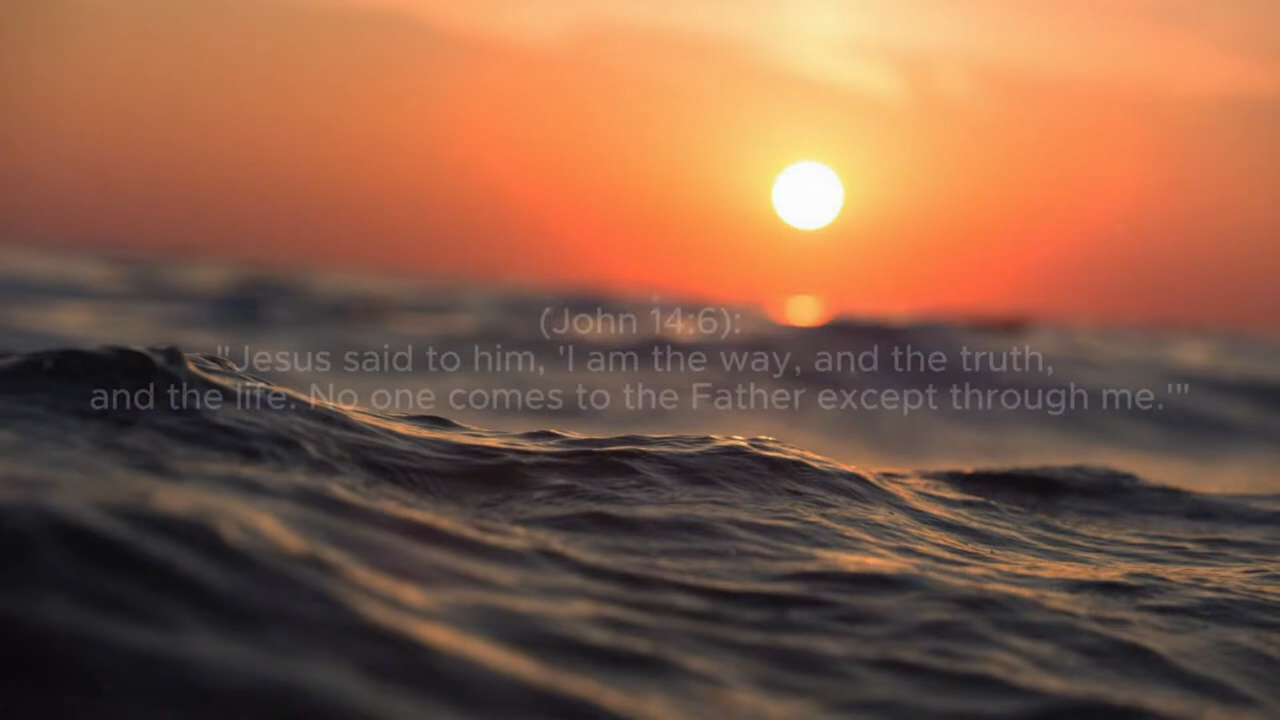 (John 14:6):
"Jesus said to him, 'I am the way, and the truth,
and the life. No one comes to the Father except through me.'"